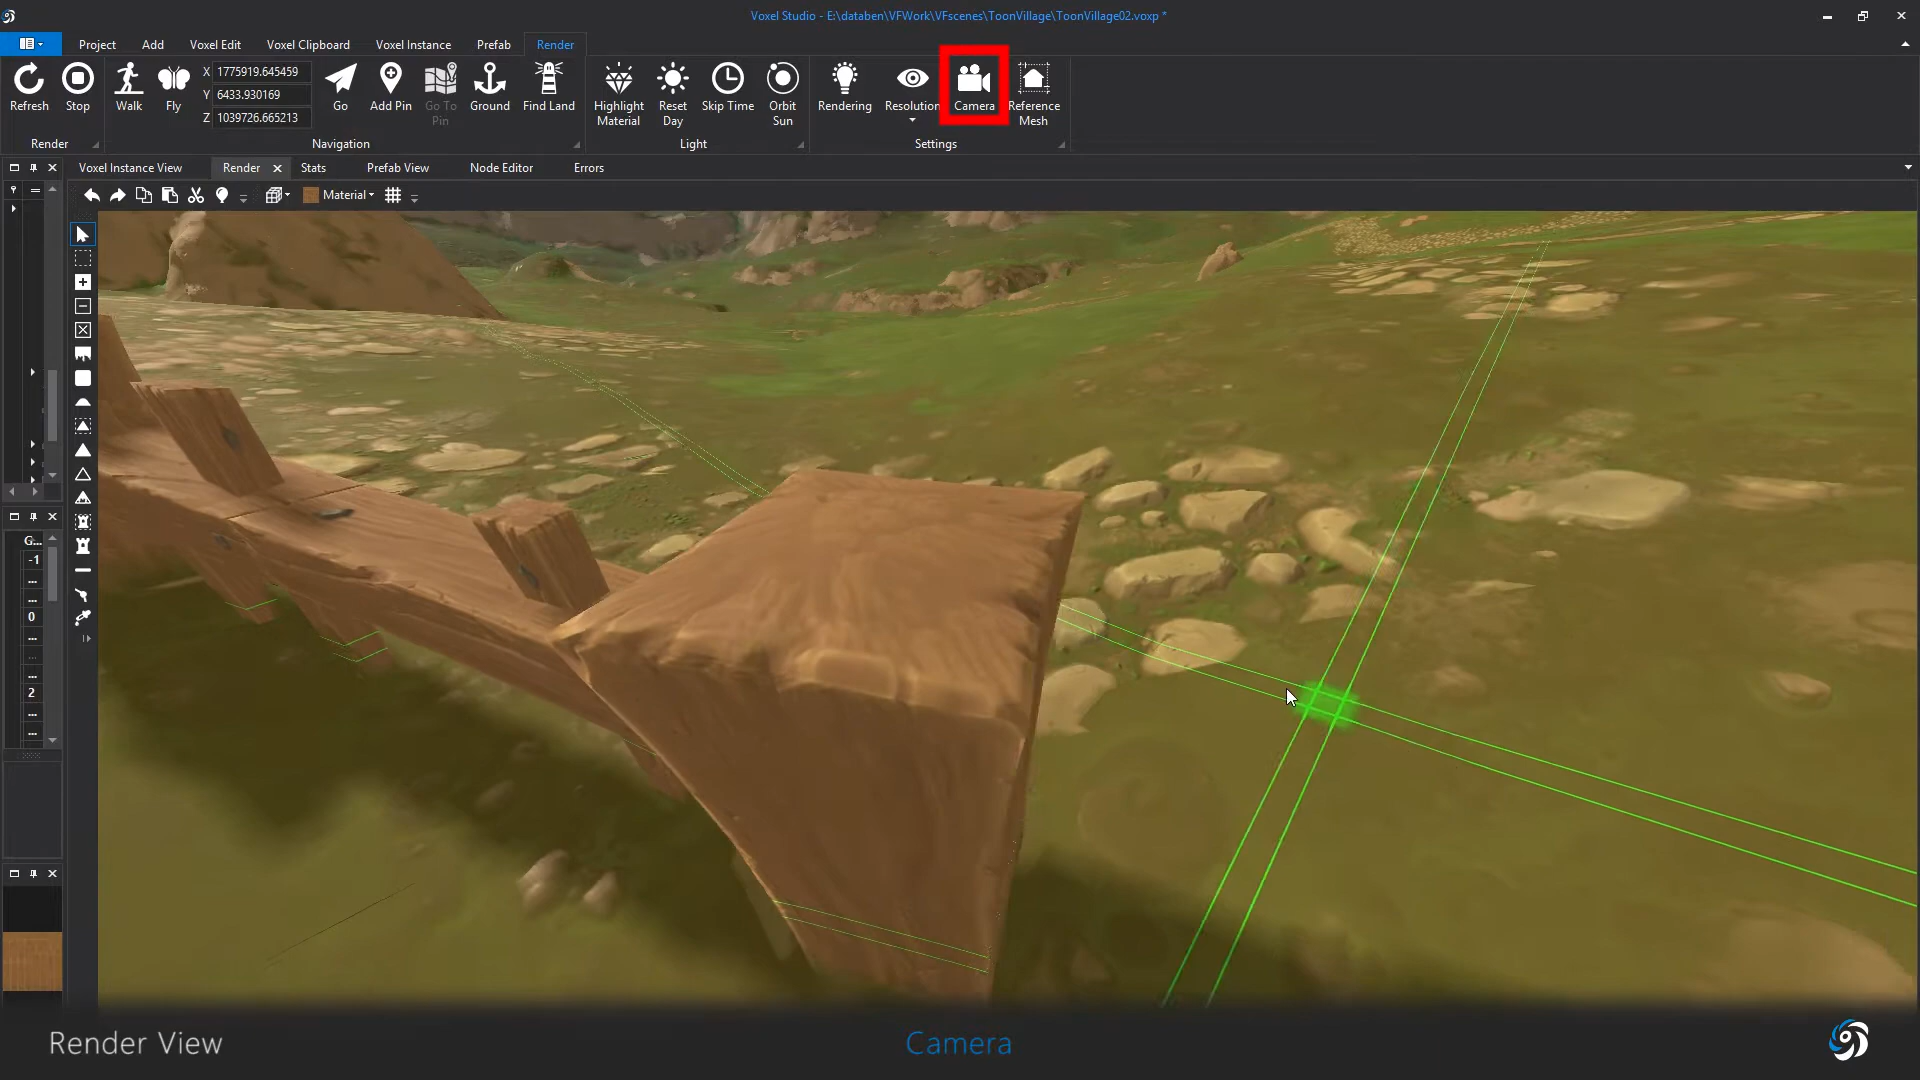 Voxel Studio - E:\databen\VFWork\VFscenes\ToonVillage\ToonVillage02.voxp *
Project Add Voxel Edit Voxel Clipboard Voxel Instance Prefab Render
X 1775919.645459
Y 6433.930169
Z 1039726.665213
Refresh Stop Walk Fly Go Add Pin Go To Pin Ground Find Land Highlight Material Reset Day Skip Time Orbit Sun Rendering Resolution Camera Reference Mesh
Render Navigation Light Settings
Voxel Instance View Render Stats Prefab View Node Editor Errors
Material
G...
-1
...
...
0
...
...
...
2
...
...
Render View Camera